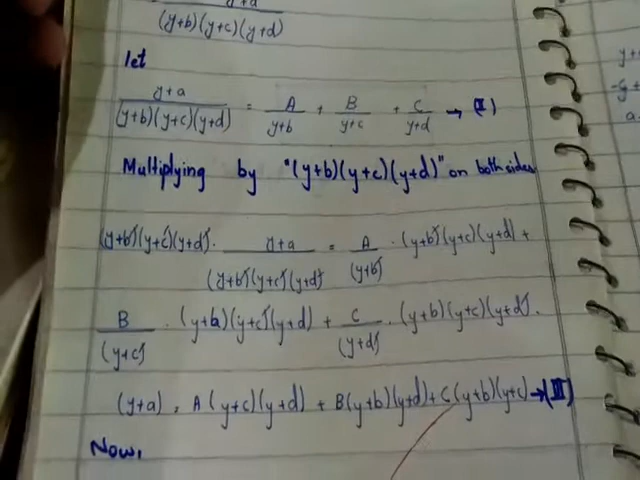 y+a
(y+b)(y+c)(y+d)
let
y+a / (y+b)(y+c)(y+d) = A / y+b + B / y+c + C / y+d → (I)
Multiplying by "(y+b)(y+c)(y+d)" on both sides
(y+b)(y+c)(y+d) . y+a / (y+b)(y+c)(y+d) = A / (y+b) . (y+b)(y+c)(y+d) +
B / (y+c) . (y+b)(y+c)(y+d) + C / (y+d) . (y+b)(y+c)(y+d) .
(y+a) = A(y+c)(y+d) + B(y+b)(y+d) + C(y+b)(y+c) → (II)
Now,